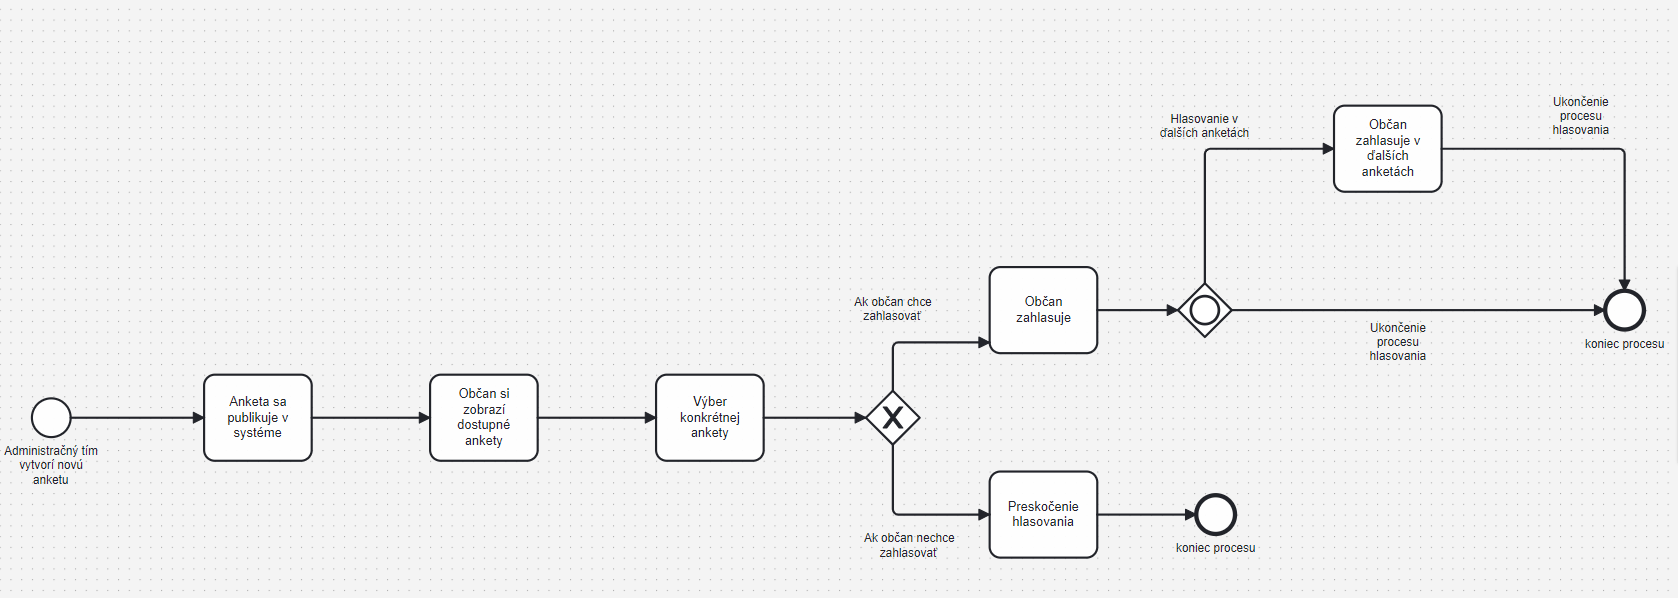 Administračný tím
vytvorí novú
anketu
Anketa sa
publikuje v
systéme
Občan si
zobrazí
dostupné
ankety
Výber
konkrétnej
ankety
Ak občan chce
zahlasovať
Občan
zahlasuje
Hlasovanie v
ďalších anketách
Občan
zahlasuje v
ďalších
anketách
Ukončenie
procesu
hlasovania
Ukončenie
procesu
hlasovania
koniec procesu
Ak občan nechce
zahlasovať
Preskočenie
hlasovania
koniec procesu